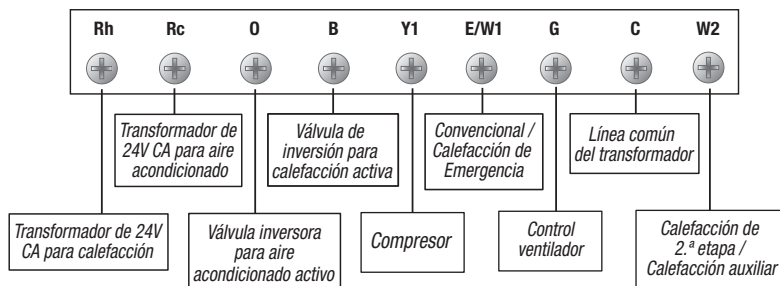 Rh Rc O B Y1 E/W1 G C W2
Transformador de
24V CA para aire
acondicionado
Válvula de
inversión para
calefacción activa
Convencional /
Calefacción de
Emergencia
Línea común
del transformador
Transformador de 24V
CA para calefacción
Válvula inversora
para aire
acondicionado activo
Compresor
Control
ventilador
Calefacción de
2.ª etapa /
Calefacción auxiliar